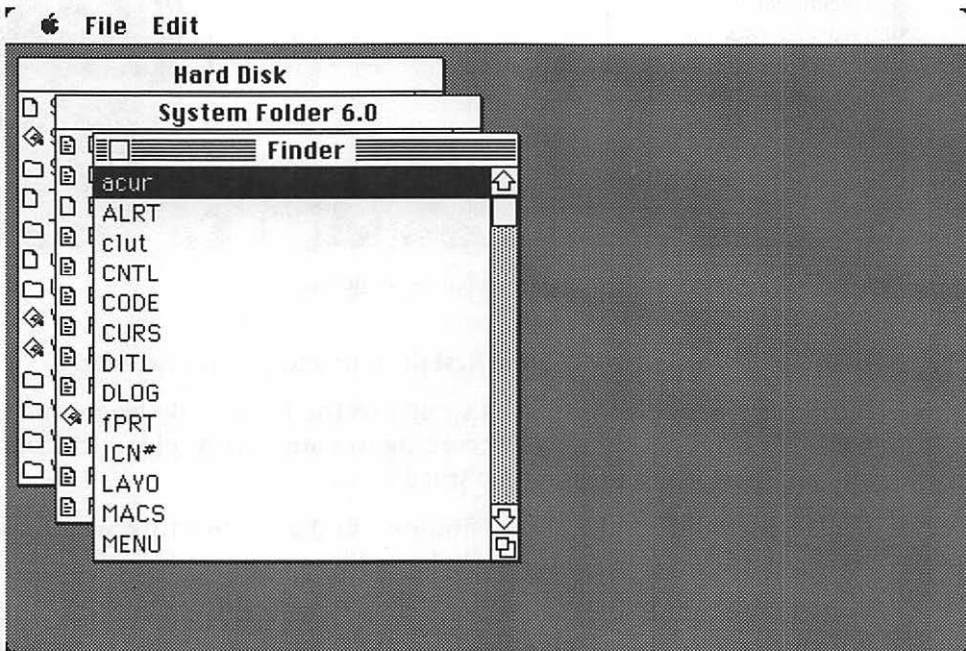 File Edit
Hard Disk
System Folder 6.0
Finder
acur
ALRT
clut
CNTL
CODE
CURS
DITL
DLOG
fPRT
ICN#
LAYO
MACS
MENU